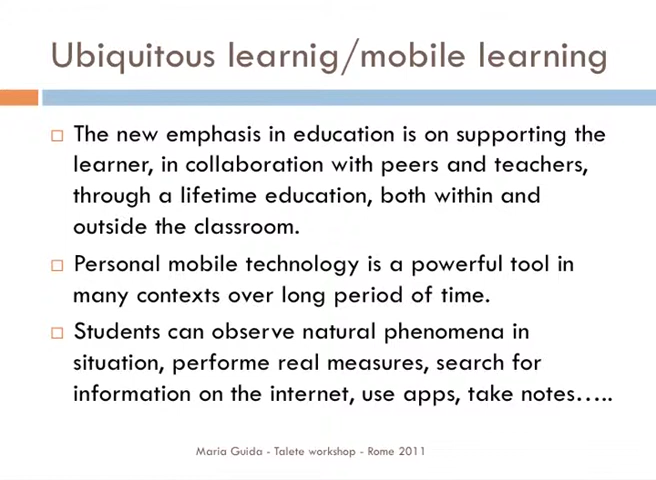 Ubiquitous learnig/mobile learning
The new emphasis in education is on supporting the
learner, in collaboration with peers and teachers,
through a lifetime education, both within and
outside the classroom.
Personal mobile technology is a powerful tool in
many contexts over long period of time.
Students can observe natural phenomena in
situation, performe real measures, search for
information on the internet, use apps, take notes…..
Maria Guida - Talete workshop - Rome 2011